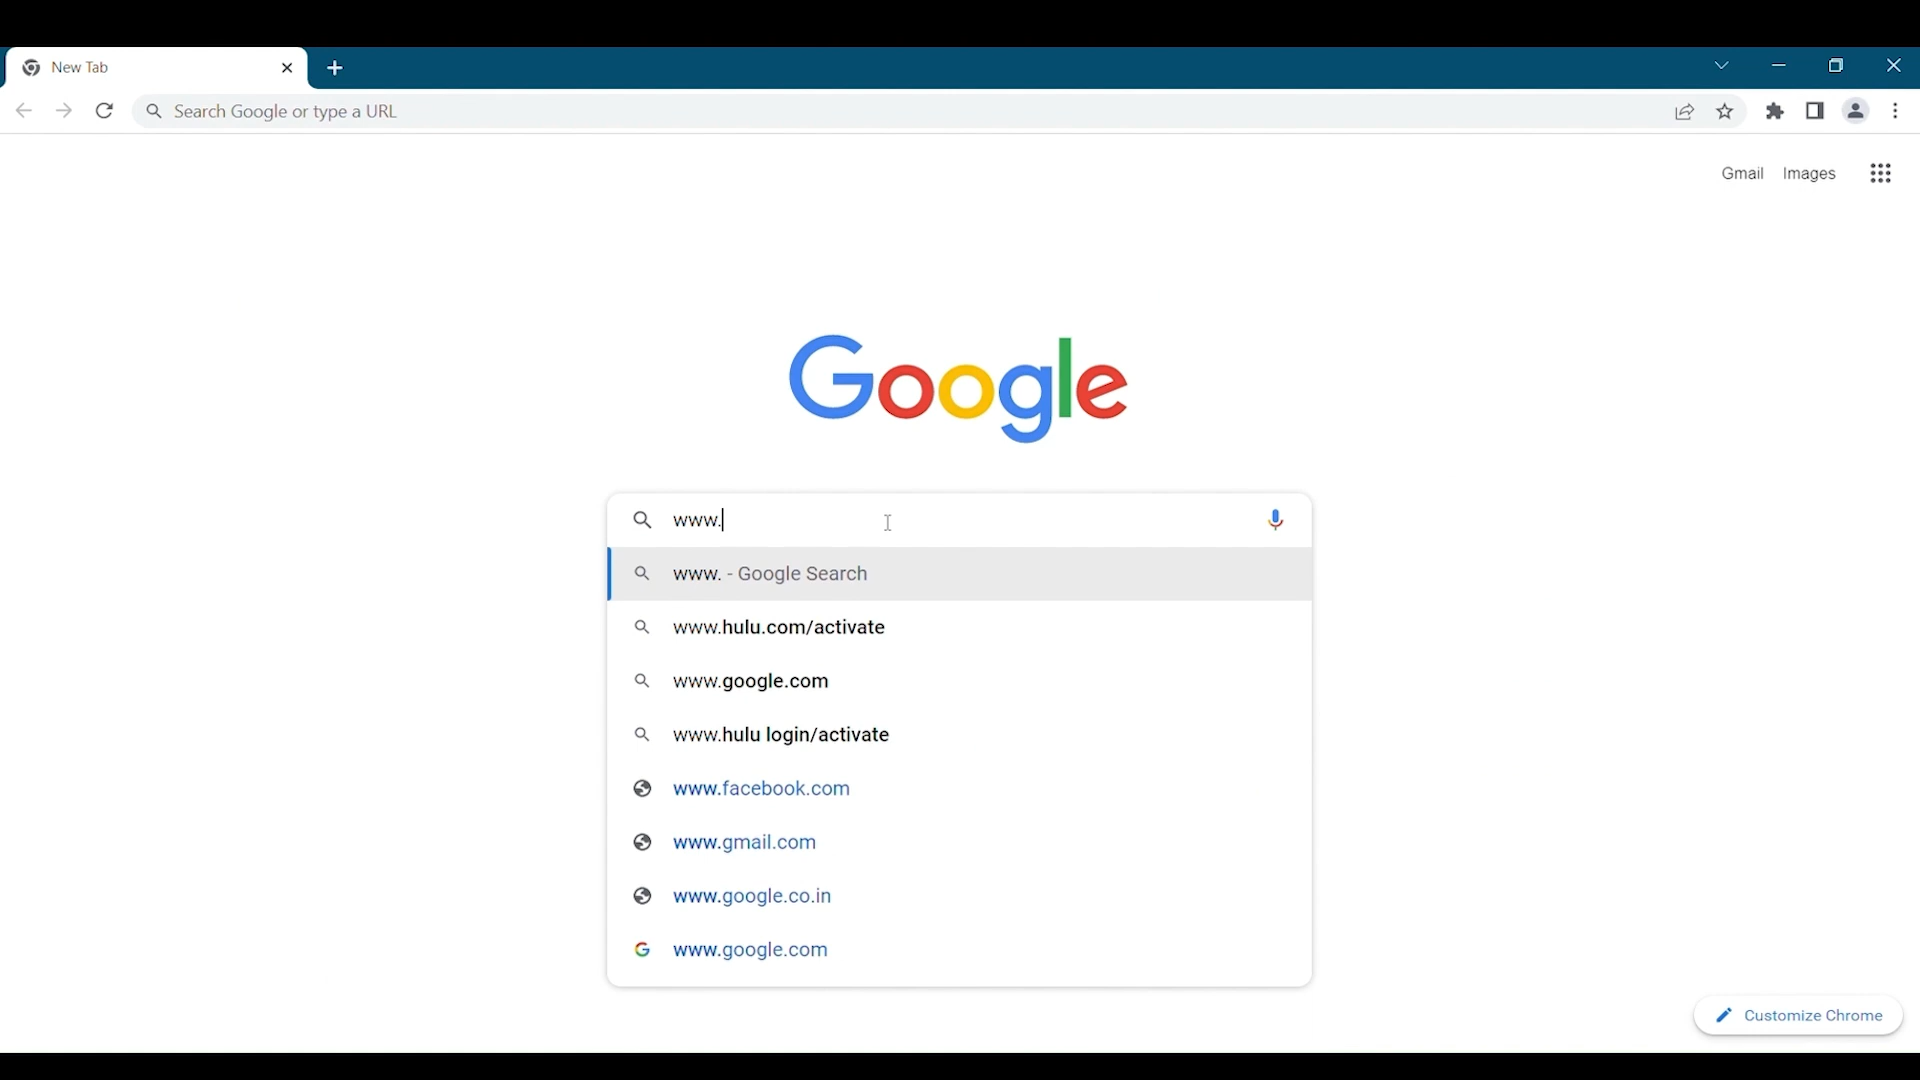 New Tab
Search Google or type a URL
Gmail Images
Google
www.
www. - Google Search
www.hulu.com/activate
www.google.com
www.hulu login/activate
www.facebook.com
www.gmail.com
www.google.co.in
G www.google.com
Customize Chrome